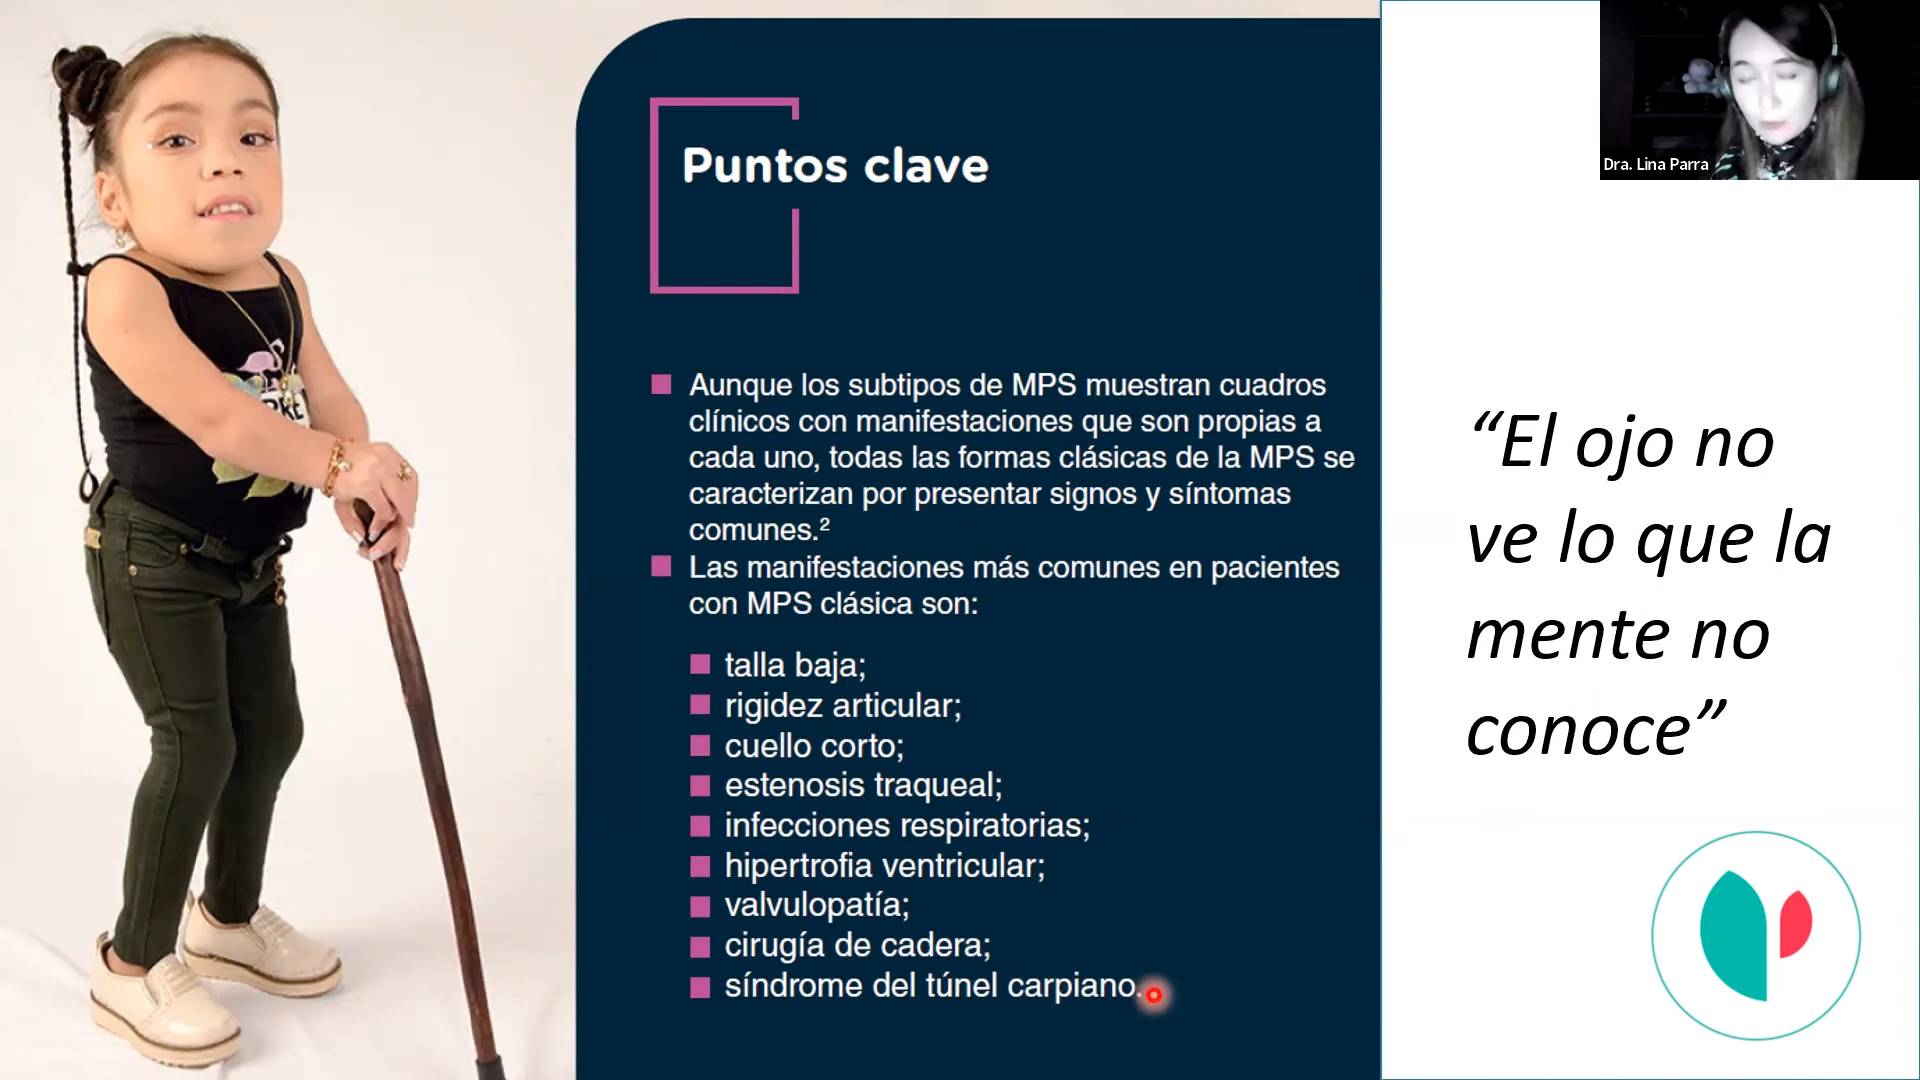 Puntos clave
Aunque los subtipos de MPS muestran cuadros
clínicos con manifestaciones que son propias a
cada uno, todas las formas clásicas de la MPS se
caracterizan por presentar signos y síntomas
comunes.²
Las manifestaciones más comunes en pacientes
con MPS clásica son:
talla baja;
rigidez articular;
cuello corto;
estenosis traqueal;
infecciones respiratorias;
hipertrofia ventricular;
valvulopatía;
cirugía de cadera;
síndrome del túnel carpiano.
Dra. Lina Parra
“El ojo no
ve lo que la
mente no
conoce”